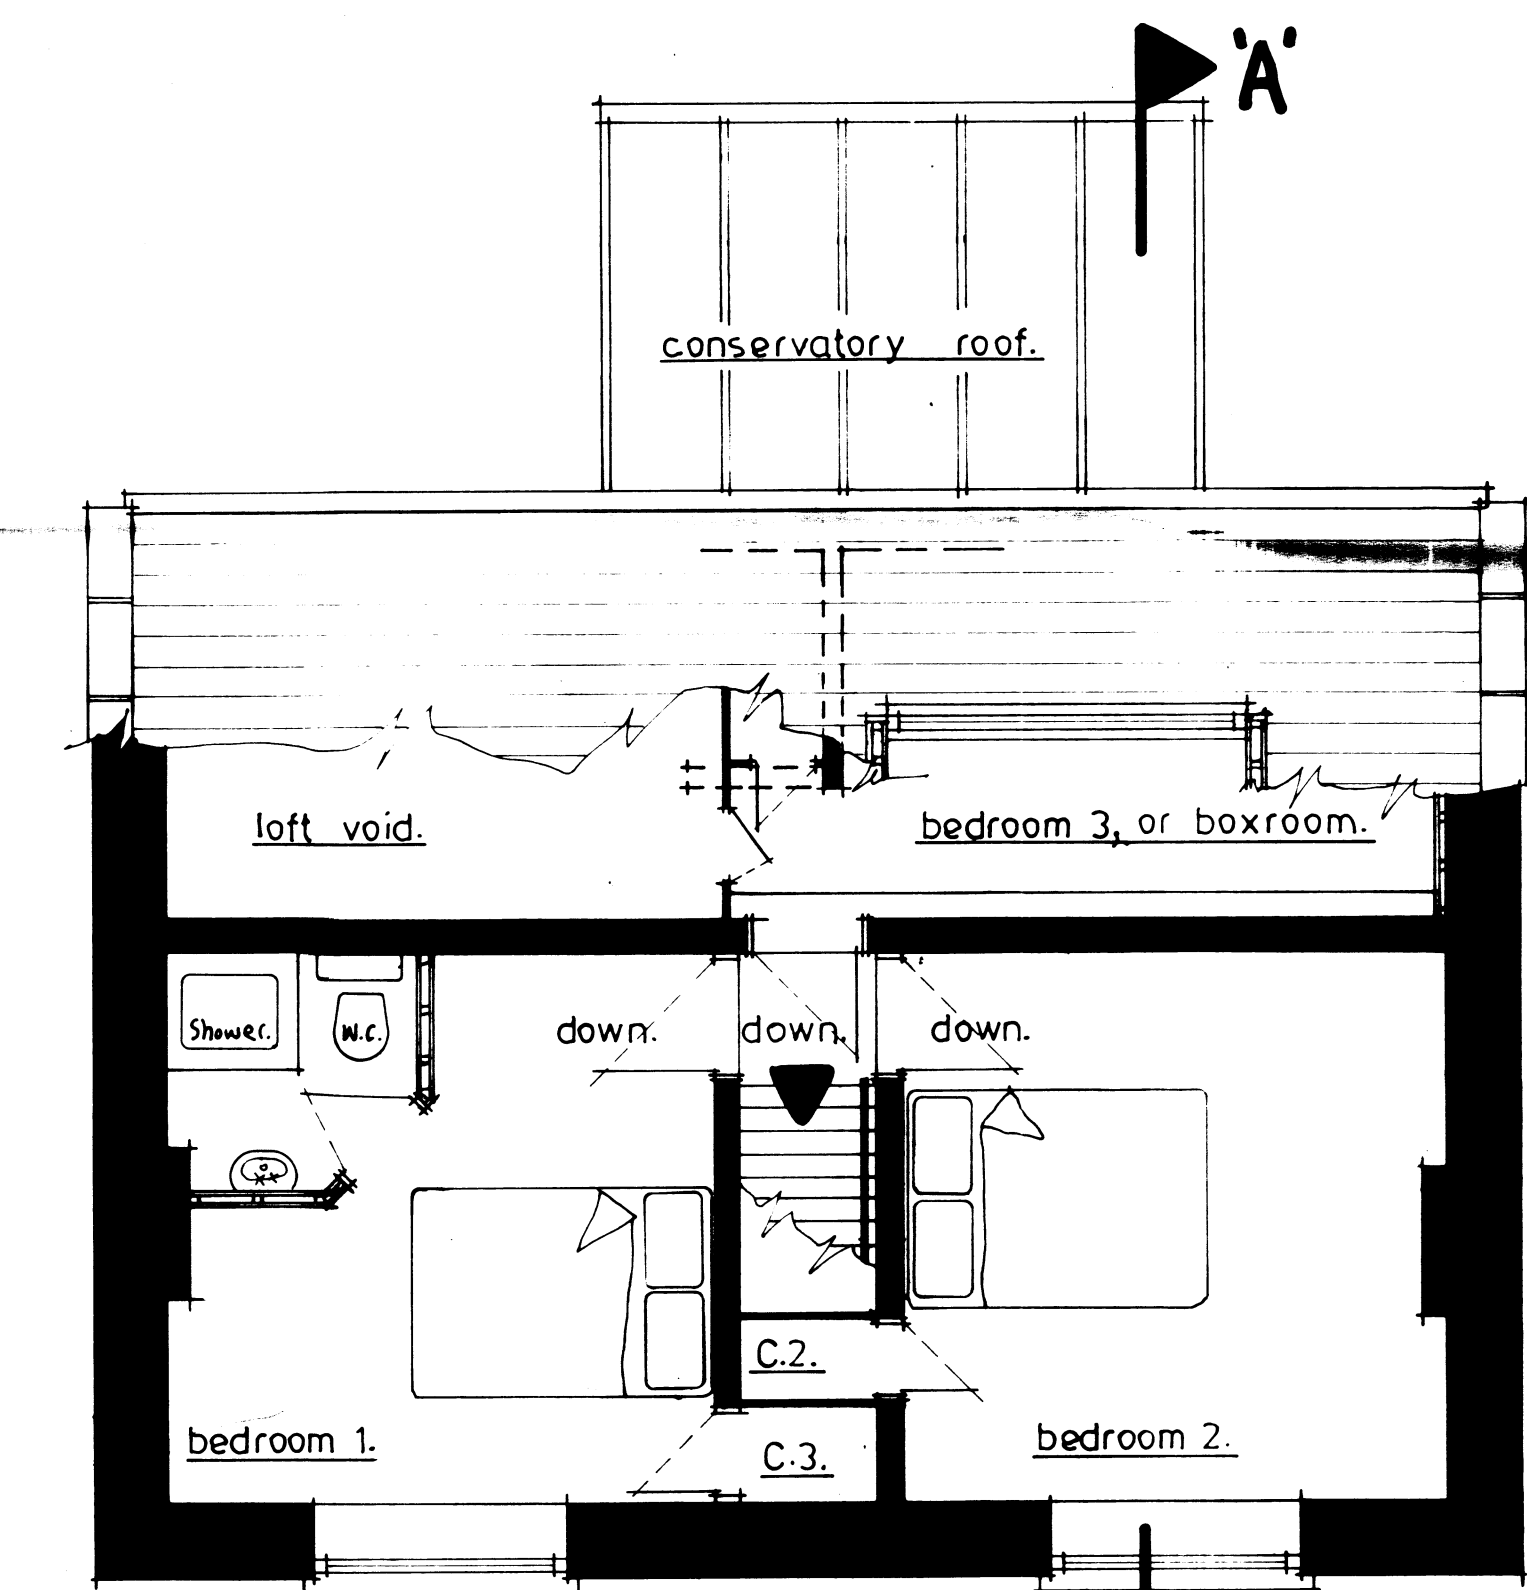 'A'
conservatory roof.
loft void.
bedroom 3, or boxroom.
Shower.
W.C.
down.
down.
down.
C.2.
bedroom 1.
C.3.
bedroom 2.